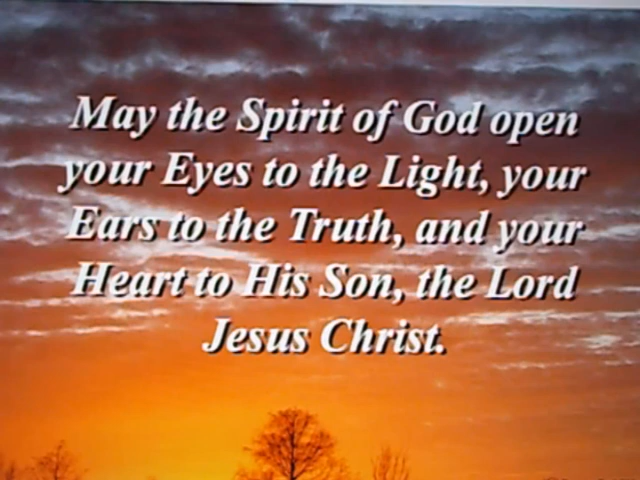 May the Spirit of God open
your Eyes to the Light, your
Ears to the Truth, and your
Heart to His Son, the Lord
Jesus Christ.